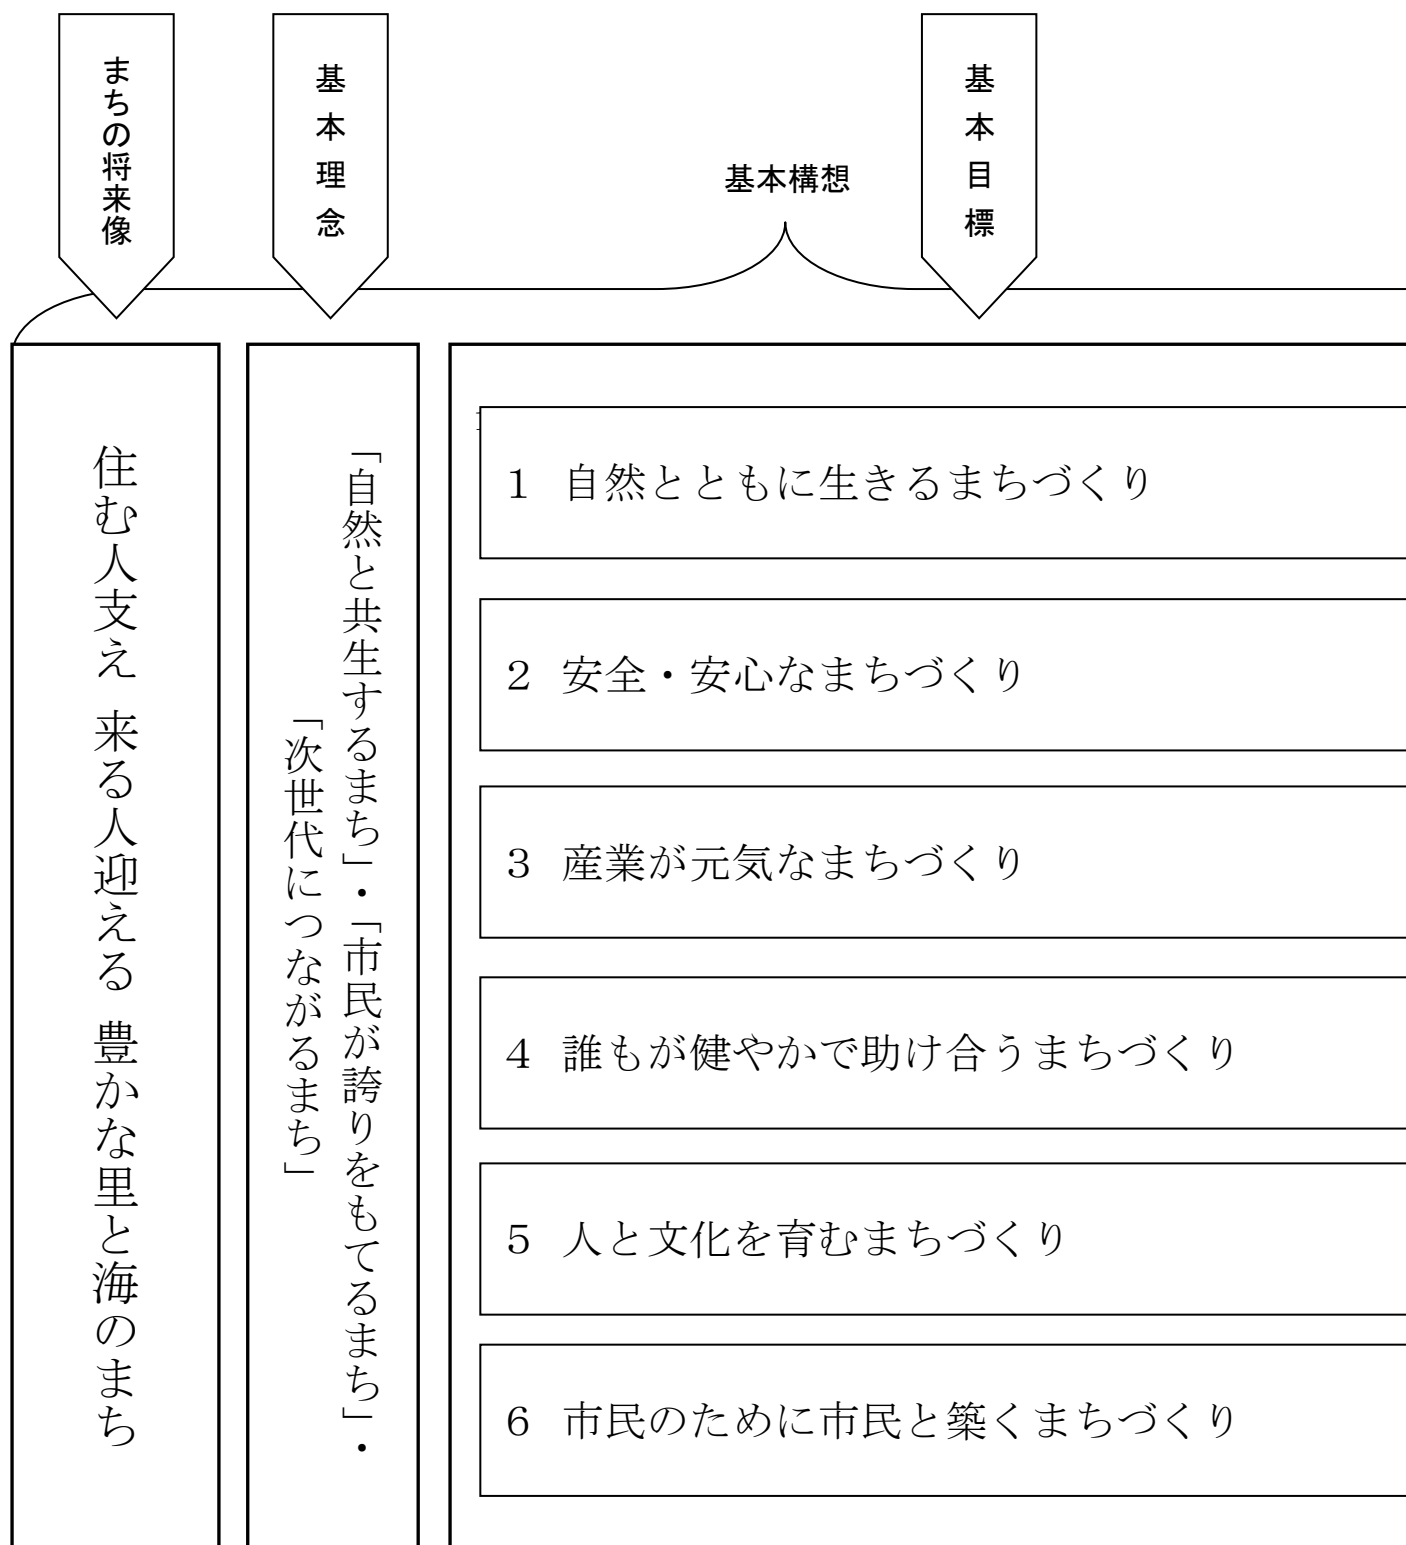 まちの将来像
基本理念
基本構想
基本目標
住む人支え 来る人迎える 豊かな里と海のまち
「自然と共生するまち」・「市民が誇りをもてるまち」・
「次世代につながるまち」
1 自然とともに生きるまちづくり
2 安全・安心なまちづくり
3 産業が元気なまちづくり
4 誰もが健やかで助け合うまちづくり
5 人と文化を育むまちづくり
6 市民のために市民と築くまちづくり